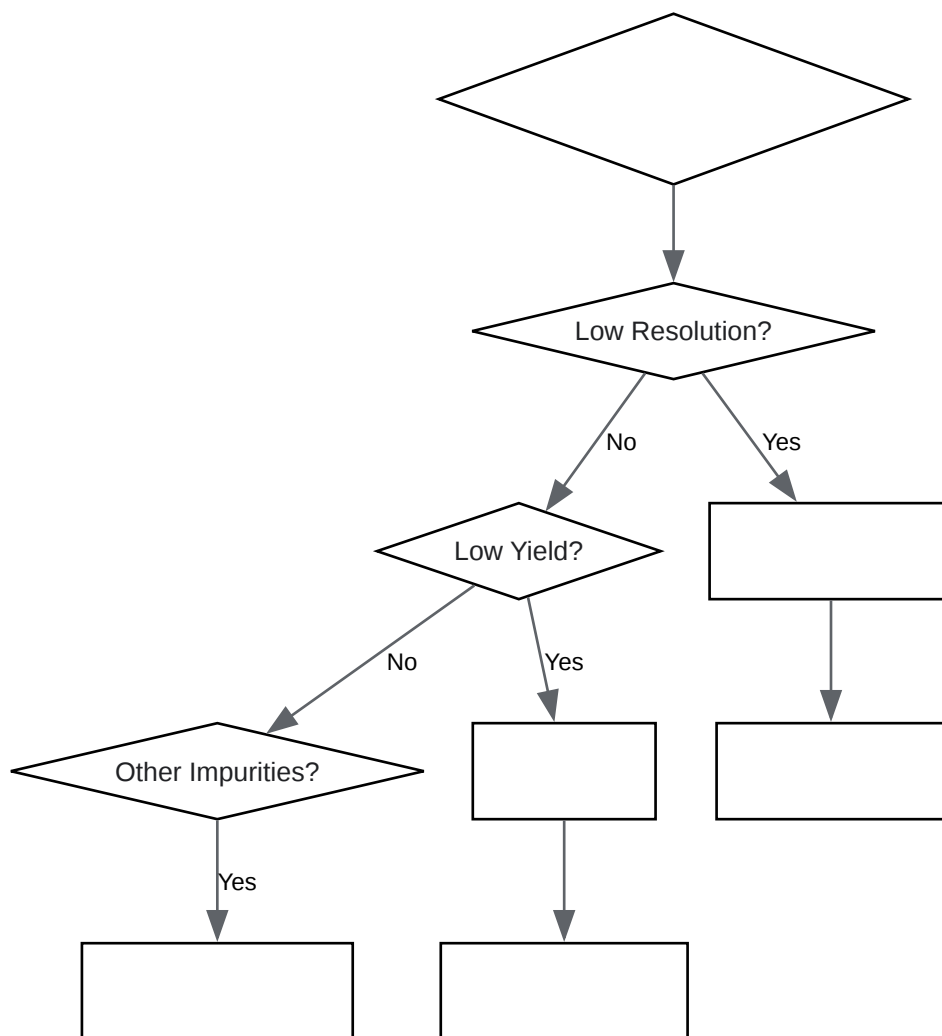 Low Resolution?
No
Yes
Low Yield?
No
Yes
Other Impurities?
Yes